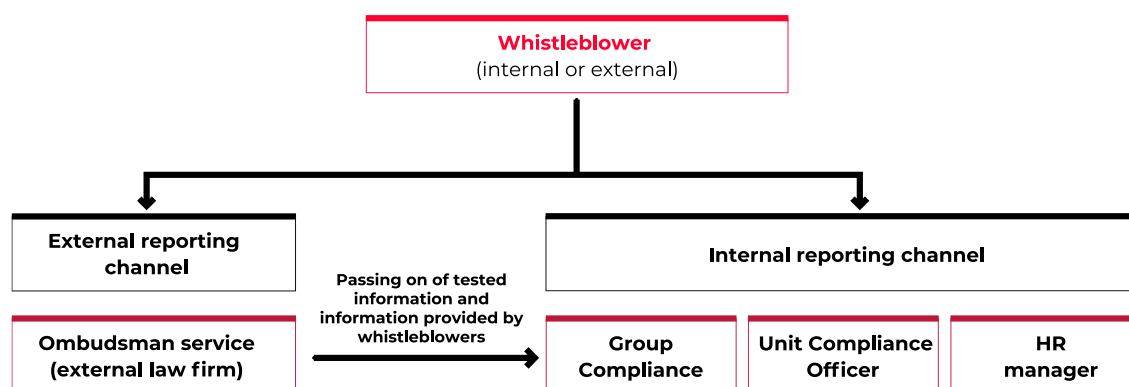 Whistleblower
(internal or external)
External reporting
channel
Internal reporting channel
Passing on of tested
information and
information provided by
whistleblowers
Ombudsman service
(external law firm)
Group
Compliance
Unit Compliance
Officer
HR
manager